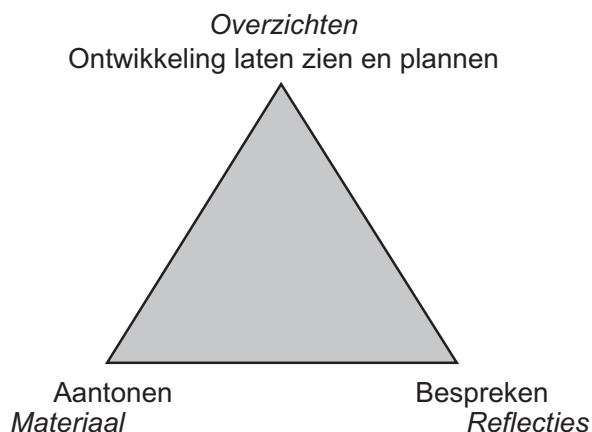 Overzichten
Ontwikkeling laten zien en plannen
Aantonen
Materiaal
Bespreken
Reflecties